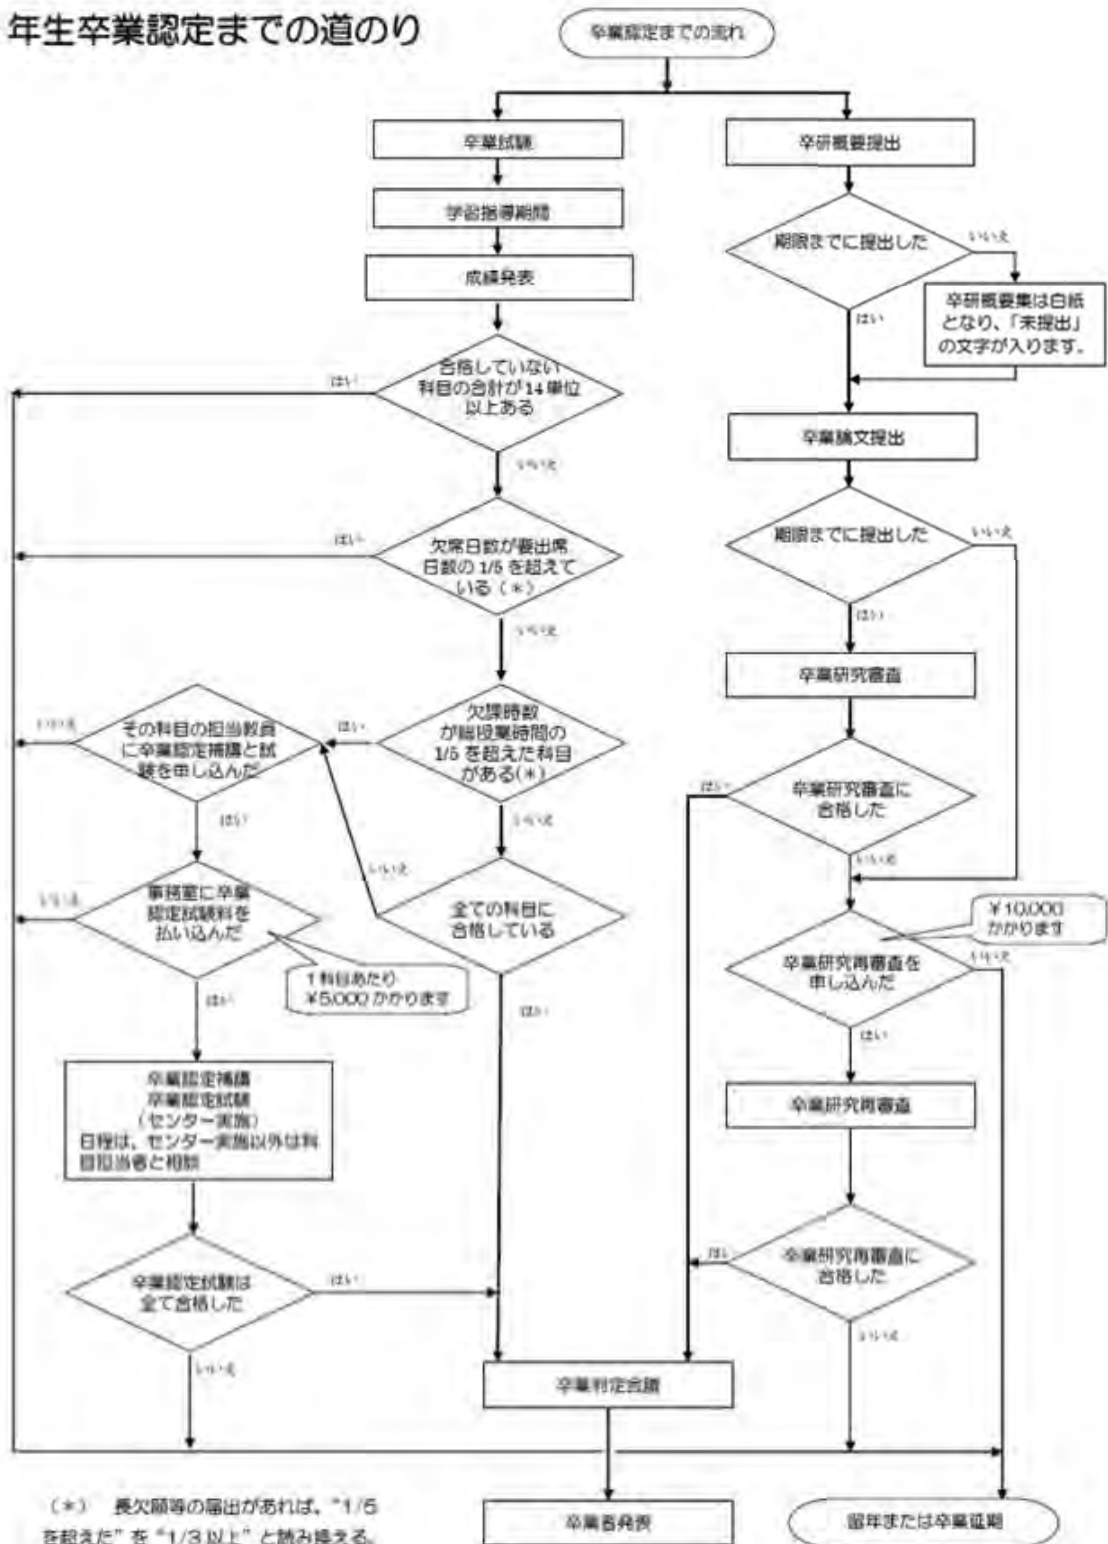 年生卒業認定までの道のり
卒業認定までの流れ
卒業試験
学習指導期間
成績発表
合格していない
科目の合計が14単位
以上ある
はい
いいえ
欠席日数が要出席
日数の1/5を超えて
いる(*)
はい
いいえ
欠課時数
が総授業時間の
1/5を超えた科目
がある(*)
はい
いいえ
その科目の担当教員
に卒業認定補講と試
験を申し込んだ
いいえ
はい
全ての科目に
合格している
いいえ
はい
事務室に卒業
認定試験料を
払い込んだ
いいえ
はい
1科目あたり
¥5,000かかります
卒業認定補講
卒業認定試験
(センター実施)
日程は、センター実施以外は科
目担当者と相談
卒業認定試験は
全て合格した
はい
いいえ
卒研概要提出
期限までに提出した
いいえ
はい
卒研概要集は白紙
となり、「未提出」
の文字が入ります。
卒業論文提出
期限までに提出した
いいえ
はい
卒業研究審査
卒業研究審査に
合格した
はい
いいえ
¥10,000
かかります
卒業研究再審査を
申し込んだ
いいえ
はい
卒業研究再審査
卒業研究再審査に
合格した
はい
いいえ
卒業判定会議
卒業者発表
留年または卒業延期
(*) 長欠願等の届出があれば、"1/5
を超えた"を"1/3以上"と読み換える。